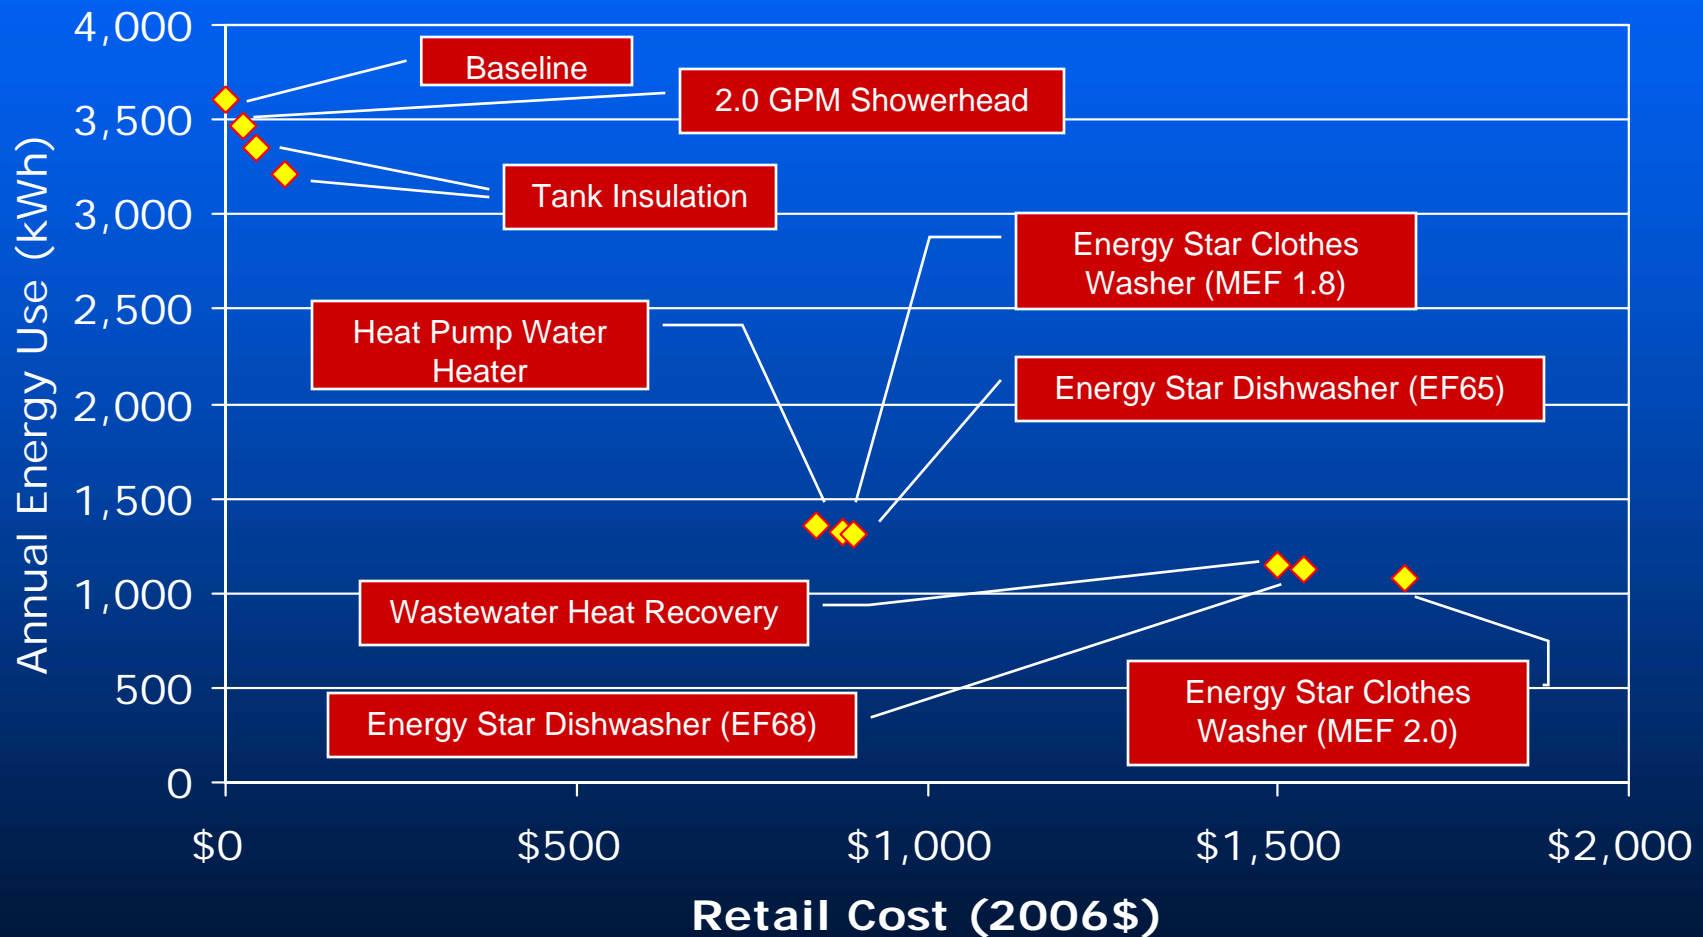 4,000
3,500
3,000
2,500
2,000
1,500
1,000
500
0
Annual Energy Use (kWh)
Baseline
2.0 GPM Showerhead
Tank Insulation
Energy Star Clothes
Washer (MEF 1.8)
Heat Pump Water
Heater
Energy Star Dishwasher (EF65)
Wastewater Heat Recovery
Energy Star Dishwasher (EF68)
Energy Star Clothes
Washer (MEF 2.0)
$0 $500 $1,000 $1,500 $2,000
Retail Cost (2006$)